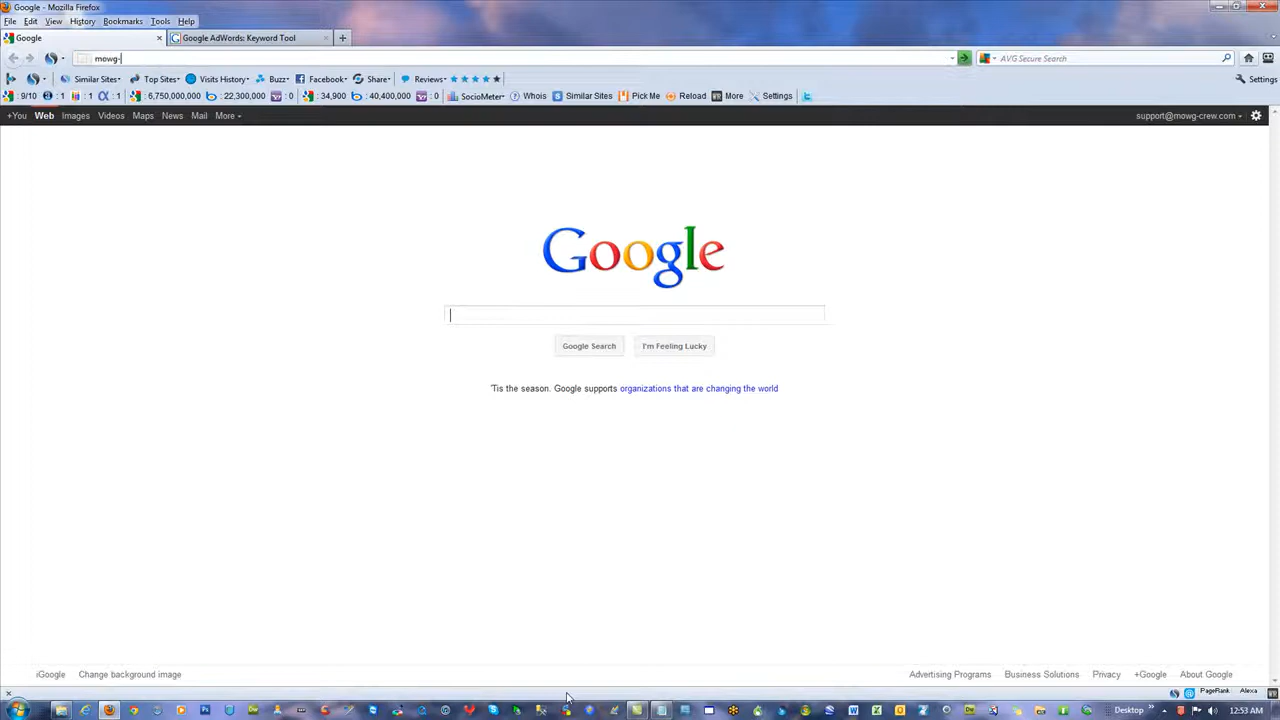 Google - Mozilla Firefox
File Edit View History Bookmarks Tools Help
Google Google AdWords: Keyword Tool
mowg- AVG Secure Search
Similar Sites Top Sites Visits History Buzz Facebook Share Reviews Settings
: 9/10 : 1 : 1 : 1 : 6,750,000,000 : 22,300,000 : 0 : 34,900 : 40,400,000 : 0 SocioMeter Whois Similar Sites Pick Me Reload More Settings
+You Web Images Videos Maps News Mail More support@mowg-crew.com
Google
Google Search I'm Feeling Lucky
'Tis the season. Google supports organizations that are changing the world
iGoogle Change background image Advertising Programs Business Solutions Privacy +Google About Google
PageRank Alexa
Desktop 12:53 AM